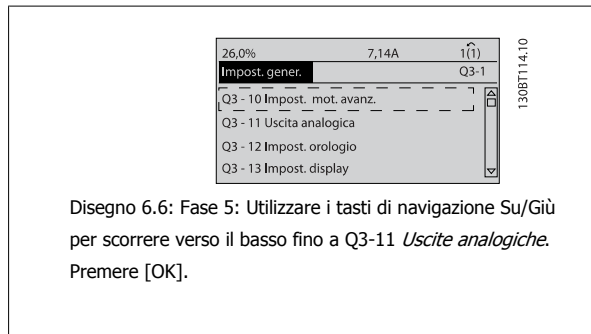 26,0% 7,14A 1(1)
Impost. gener. Q3-1
Q3 - 10 Impost. mot. avanz.
Q3 - 11 Uscita analogica
Q3 - 12 Impost. orologio
Q3 - 13 Impost. display
130BT114.10
Disegno 6.6: Fase 5: Utilizzare i tasti di navigazione Su/Giù
per scorrere verso il basso fino a Q3-11 Uscite analogiche.
Premere [OK].